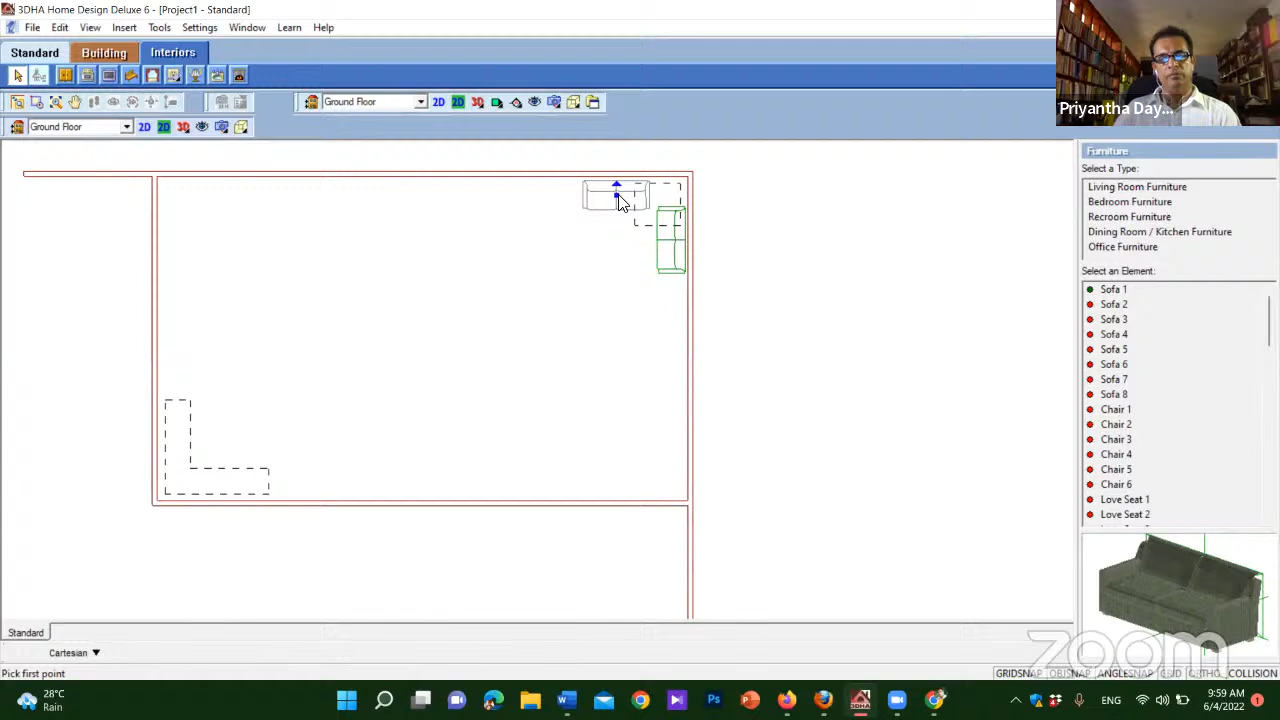 3DHA Home Design Deluxe 6 - [Project1 - Standard]
File Edit View Insert Tools Settings Window Learn Help
Standard Building Interiors
Ground Floor 2D 2D 3D
Ground Floor 2D 2D 3D
Priyantha Day...
Furniture
Select a Type:
Living Room Furniture
Bedroom Furniture
Recroom Furniture
Dining Room / Kitchen Furniture
Office Furniture
Select an Element:
Sofa 1
Sofa 2
Sofa 3
Sofa 4
Sofa 5
Sofa 6
Sofa 7
Sofa 8
Chair 1
Chair 2
Chair 3
Chair 4
Chair 5
Chair 6
Love Seat 1
Love Seat 2
Standard
Cartesian
zoom
Pick first point
GRIDSNAP OBJSNAP ANGLESNAP GRID ORTHO COLLISION
28°C
Rain
ENG
9:59 AM
6/4/2022
1